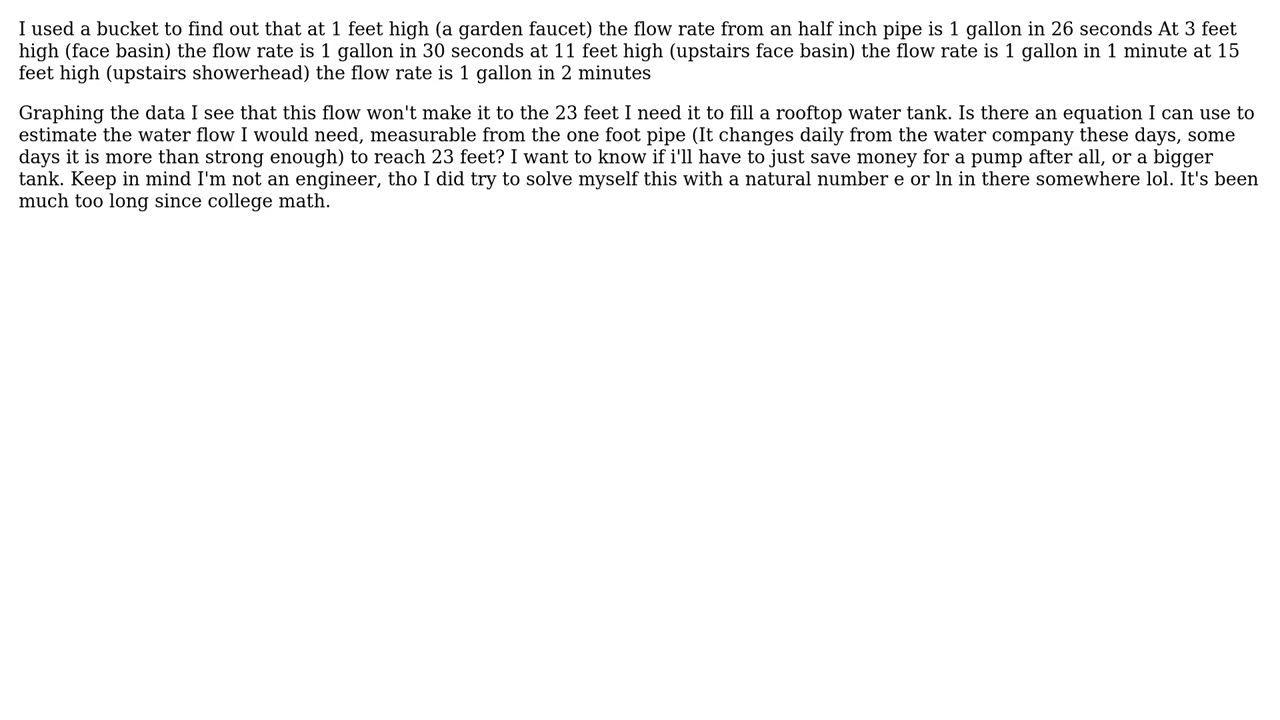 I used a bucket to find out that at 1 feet high (a garden faucet) the flow rate from an half inch pipe is 1 gallon in 26 seconds At 3 feet
high (face basin) the flow rate is 1 gallon in 30 seconds at 11 feet high (upstairs face basin) the flow rate is 1 gallon in 1 minute at 15
feet high (upstairs showerhead) the flow rate is 1 gallon in 2 minutes
Graphing the data I see that this flow won't make it to the 23 feet I need it to fill a rooftop water tank. Is there an equation I can use to
estimate the water flow I would need, measurable from the one foot pipe (It changes daily from the water company these days, some
days it is more than strong enough) to reach 23 feet? I want to know if i'll have to just save money for a pump after all, or a bigger
tank. Keep in mind I'm not an engineer, tho I did try to solve myself this with a natural number e or ln in there somewhere lol. It's been
much too long since college math.